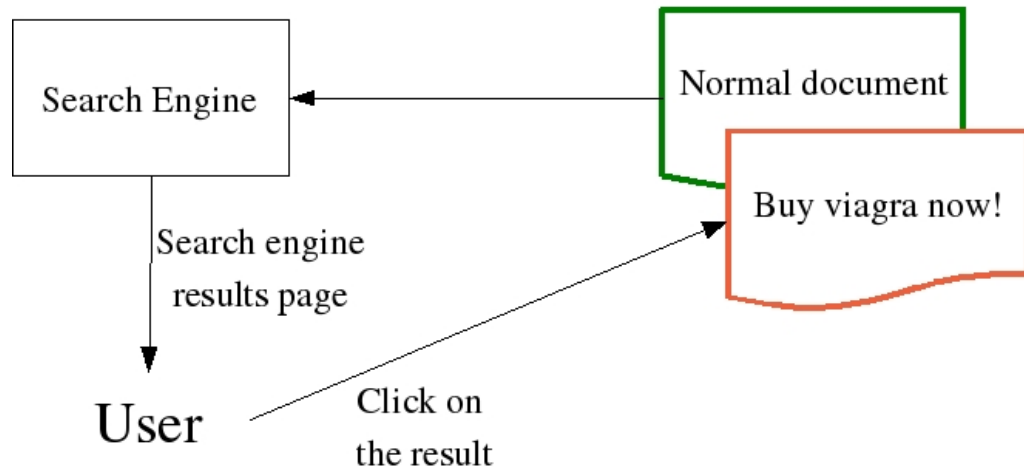 Search Engine
Normal document
Buy viagra now!
Search engine
results page
User
Click on
the result